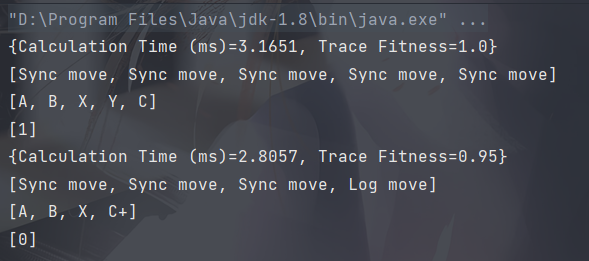 "D:\Program Files\Java\jdk-1.8\bin\java.exe" ...
{Calculation Time (ms)=3.1651, Trace Fitness=1.0}
[Sync move, Sync move, Sync move, Sync move, Sync move]
[A, B, X, Y, C]
[1]
{Calculation Time (ms)=2.8057, Trace Fitness=0.95}
[Sync move, Sync move, Sync move, Log move]
[A, B, X, C+]
[0]